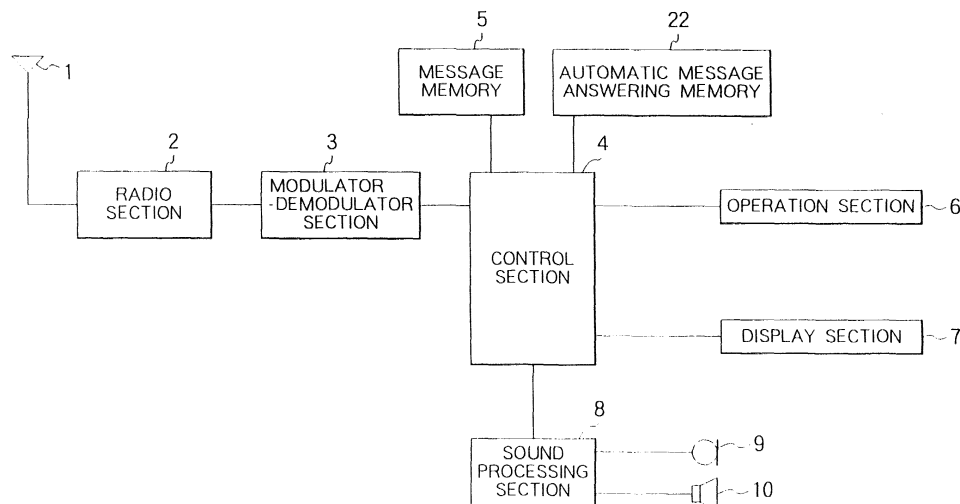 5
22
1
MESSAGE
MEMORY
AUTOMATIC MESSAGE
ANSWERING MEMORY
2
3
4
RADIO
SECTION
MODULATOR
-DEMODULATOR
SECTION
OPERATION SECTION
6
CONTROL
SECTION
DISPLAY SECTION
7
8
SOUND
PROCESSING
SECTION
9
10